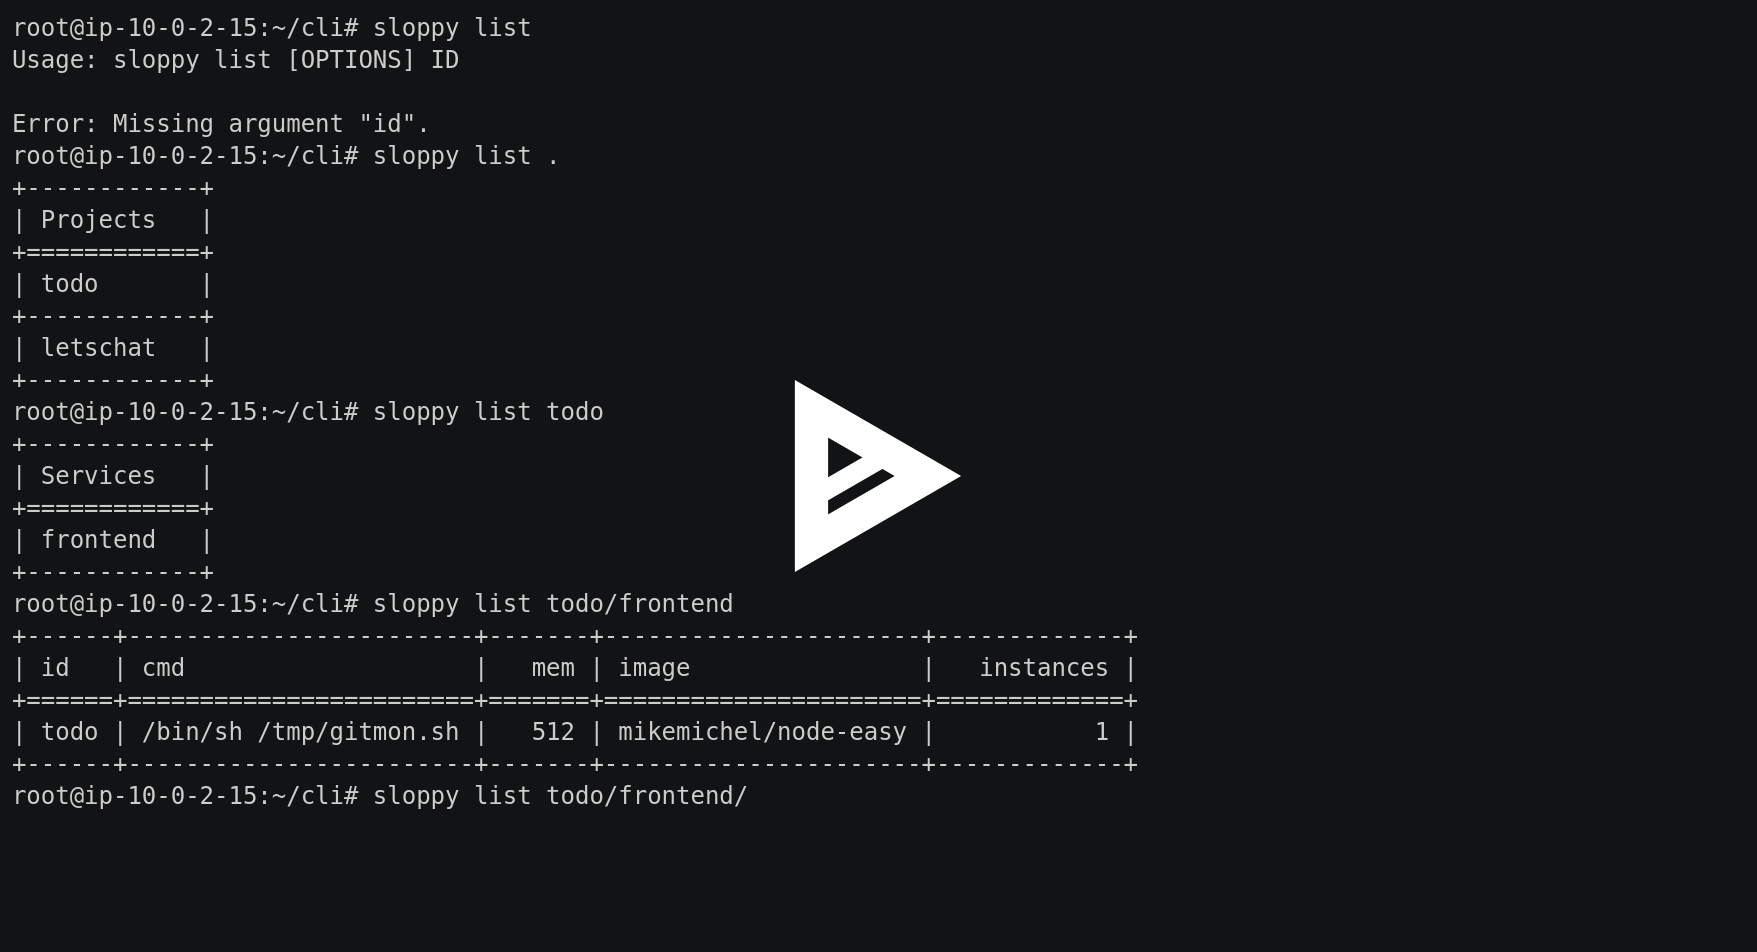 root@ip-10-0-2-15:~/cli# sloppy list
Usage: sloppy list [OPTIONS] ID

Error: Missing argument "id".
root@ip-10-0-2-15:~/cli# sloppy list .
+------------+
| Projects   |
+============+
| todo       |
+------------+
| letschat   |
+------------+
root@ip-10-0-2-15:~/cli# sloppy list todo
+------------+
| Services   |
+============+
| frontend   |
+------------+
root@ip-10-0-2-15:~/cli# sloppy list todo/frontend
+------+------------------------+-------+----------------------+-------------+
| id   | cmd                    |   mem | image                |   instances |
+======+========================+=======+======================+=============+
| todo | /bin/sh /tmp/gitmon.sh |   512 | mikemichel/node-easy |           1 |
+------+------------------------+-------+----------------------+-------------+
root@ip-10-0-2-15:~/cli# sloppy list todo/frontend/